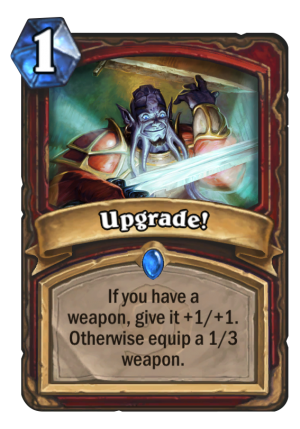 1
Upgrade!
If you have a
weapon, give it +1/+1.
Otherwise equip a 1/3
weapon.